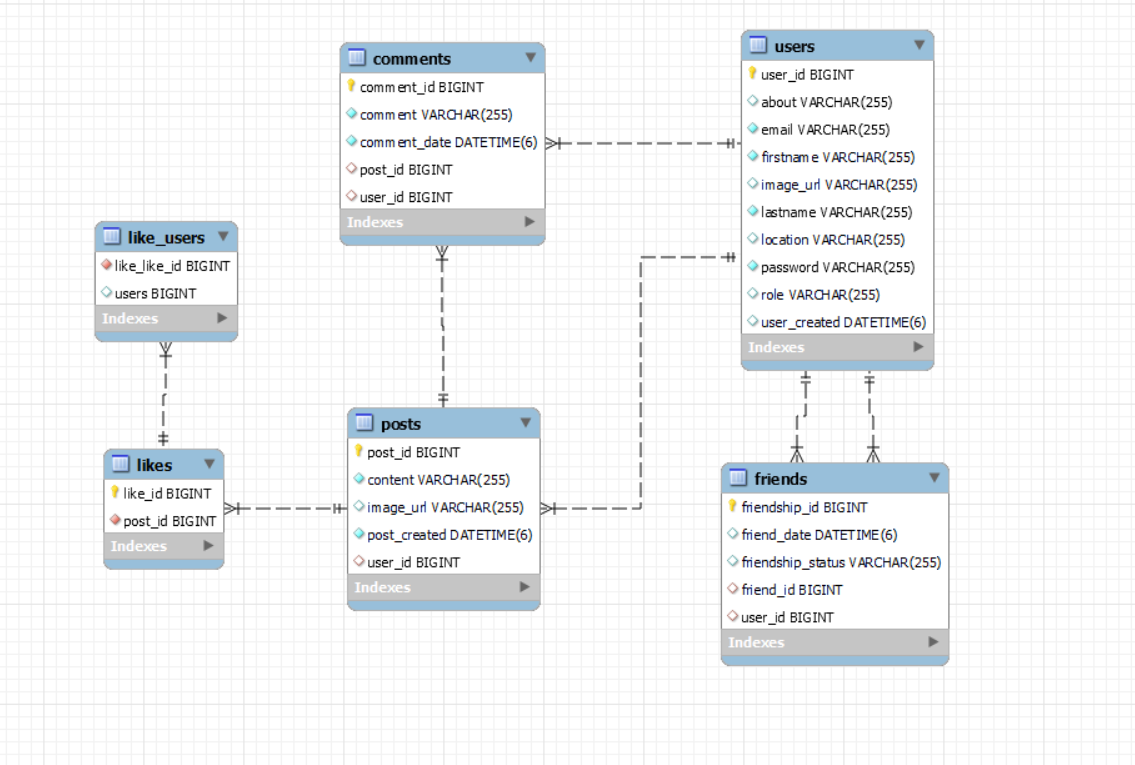 comments
comment_id BIGINT
comment VARCHAR(255)
comment_date DATETIME(6)
post_id BIGINT
user_id BIGINT
Indexes
users
user_id BIGINT
about VARCHAR(255)
email VARCHAR(255)
firstname VARCHAR(255)
image_url VARCHAR(255)
lastname VARCHAR(255)
location VARCHAR(255)
password VARCHAR(255)
role VARCHAR(255)
user_created DATETIME(6)
Indexes
like_users
like_like_id BIGINT
users BIGINT
Indexes
likes
like_id BIGINT
post_id BIGINT
Indexes
posts
post_id BIGINT
content VARCHAR(255)
image_url VARCHAR(255)
post_created DATETIME(6)
user_id BIGINT
Indexes
friends
friendship_id BIGINT
friend_date DATETIME(6)
friendship_status VARCHAR(255)
friend_id BIGINT
user_id BIGINT
Indexes